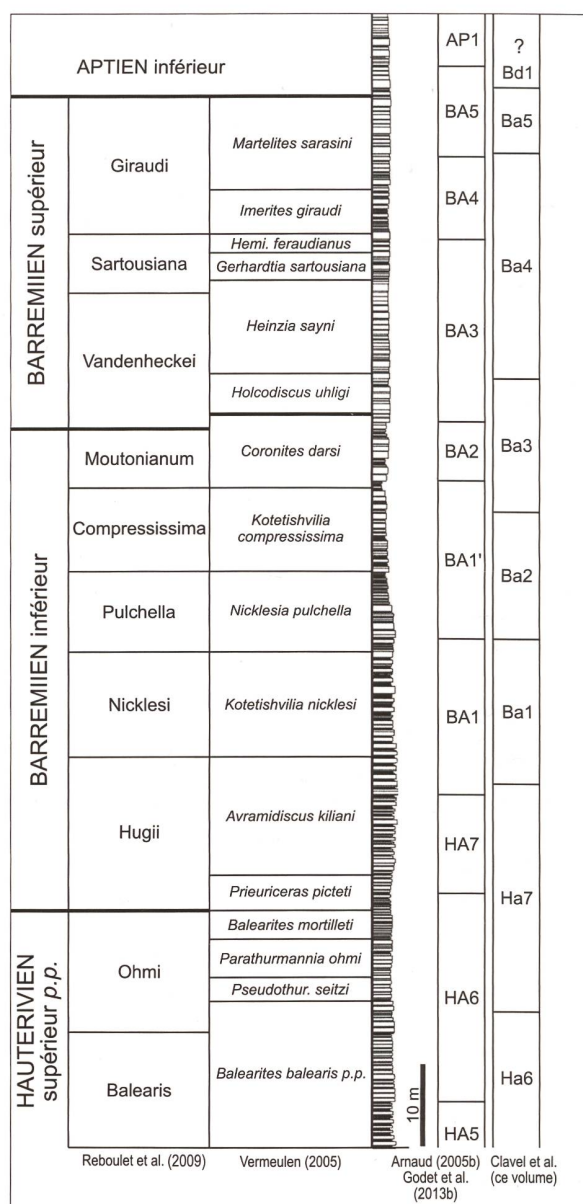 APTIEN inférieur
BARREMIIEN supérieur
BARREMIIEN inférieur
HAUTERIVIEN
supérieur p.p.
Giraudi
Sartousiana
Vandenheckei
Moutonianum
Compressissima
Pulchella
Nicklesi
Hugii
Ohmi
Balearis
Reboulet et al. (2009)
Martelites sarasini
Imerites giraudi
Hemi. feraudianus
Gerhardtia sartousiana
Heinzia sayni
Holcodiscus uhligi
Coronites darsi
Kotetishvilia
compressissima
Nicklesia pulchella
Kotetishvilia nicklesi
Avramidiscus kiliani
Prieuriceras picteti
Balearites mortilleti
Parathurmannia ohmi
Pseudothur. seitzi
Balearites balearis p.p.
Vermeulen (2005)
10 m
AP1
BA5
BA4
BA3
BA2
BA1'
BA1
HA7
HA6
HA5
Arnaud (2005b)
Godet et al.
(2013b)
?
Bd1
Ba5
Ba4
Ba3
Ba2
Ba1
Ha7
Ha6
Clavel et al.
(ce volume)